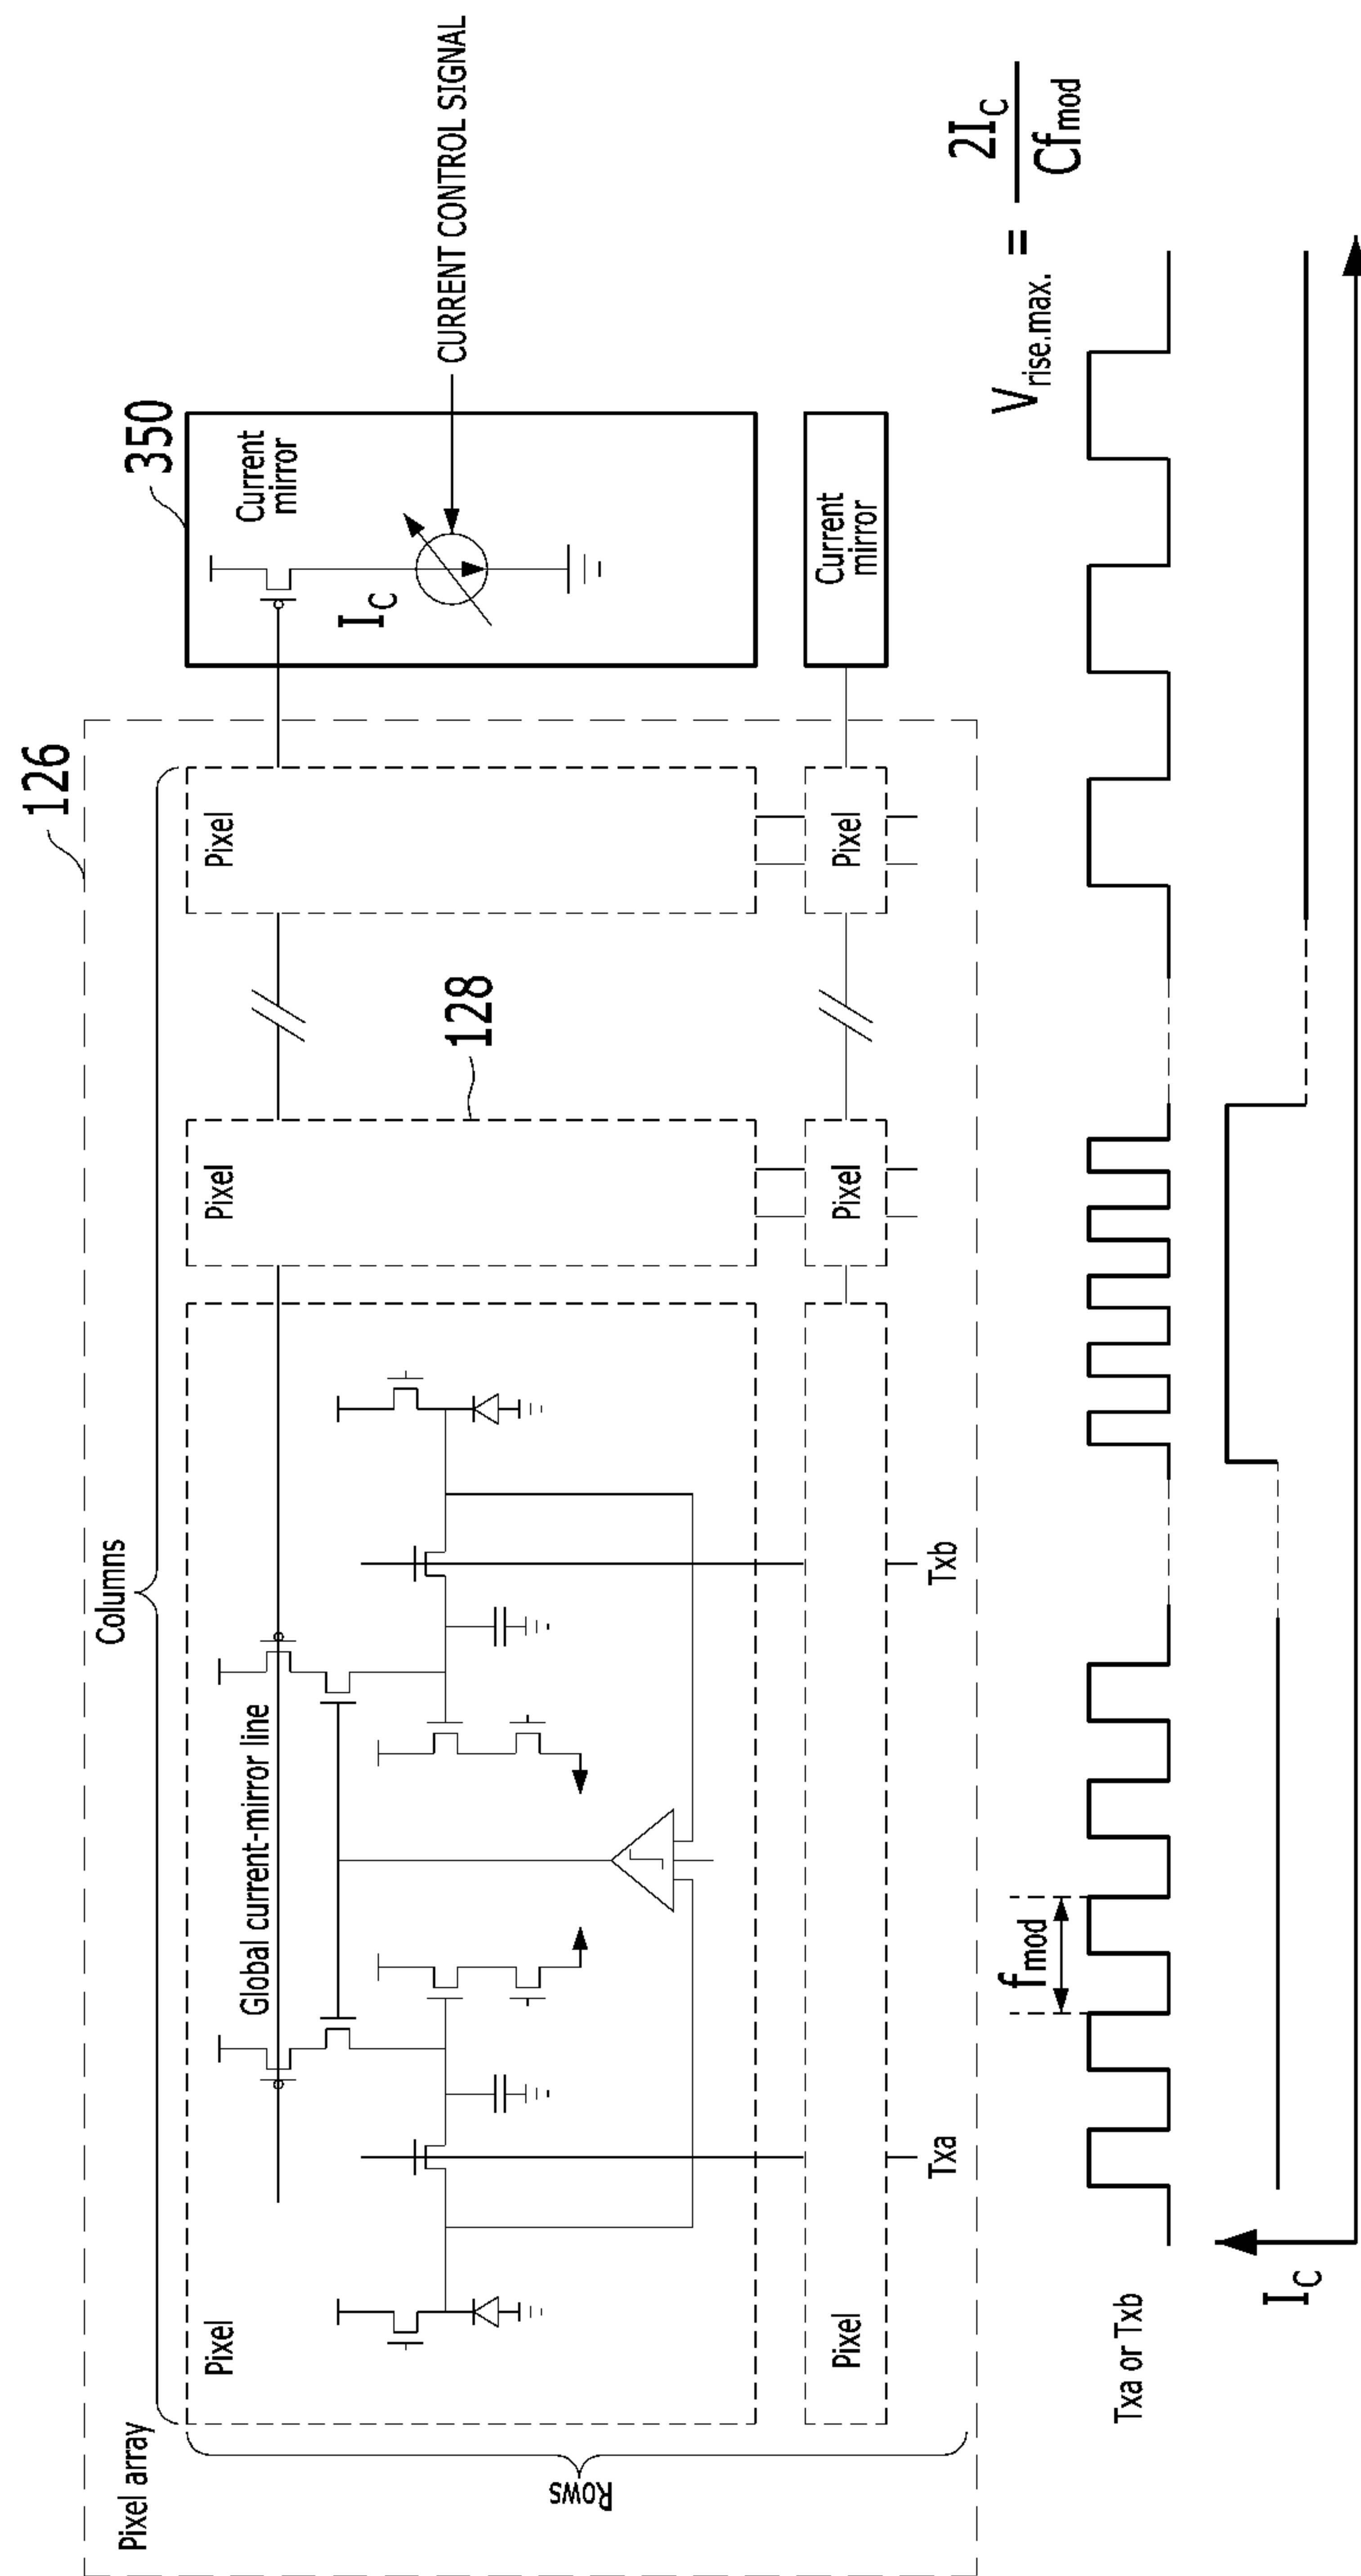 126
Pixel array
Columns
350
Pixel
Global current-mirror line
Pixel
Pixel
Current
mirror
I_C
CURRENT CONTROL SIGNAL
128
Rows
Pixel
Pixel
Pixel
Current
mirror
Txa
Txb
V_rise.max. = 2I_C / Cf_mod
f_mod
Txa or Txb
I_C